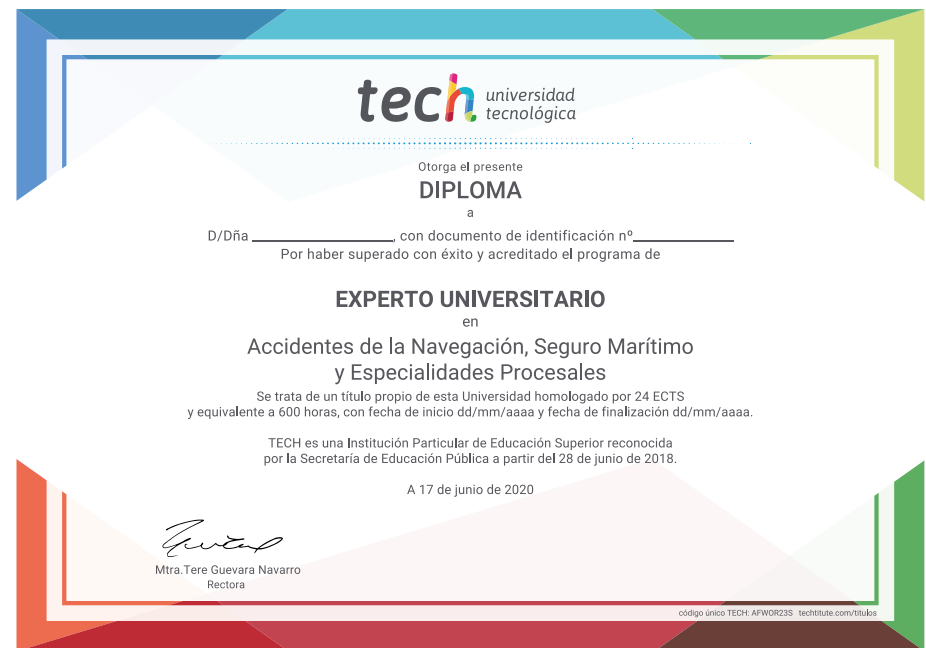 tech universidad
tecnológica
Otorga el presente
DIPLOMA
a
D/Dña ____________, con documento de identificación nº____________
Por haber superado con éxito y acreditado el programa de
EXPERTO UNIVERSITARIO
en
Accidentes de la Navegación, Seguro Marítimo
y Especialidades Procesales
Se trata de un título propio de esta Universidad homologado por 24 ECTS
y equivalente a 600 horas, con fecha de inicio dd/mm/aaaa y fecha de finalización dd/mm/aaaa.
TECH es una Institución Particular de Educación Superior reconocida
por la Secretaría de Educación Pública a partir del 28 de junio de 2018.
A 17 de junio de 2020
Mtra.Tere Guevara Navarro
Rectora
código único TECH: AFWOR23S techtitute.com/titulos